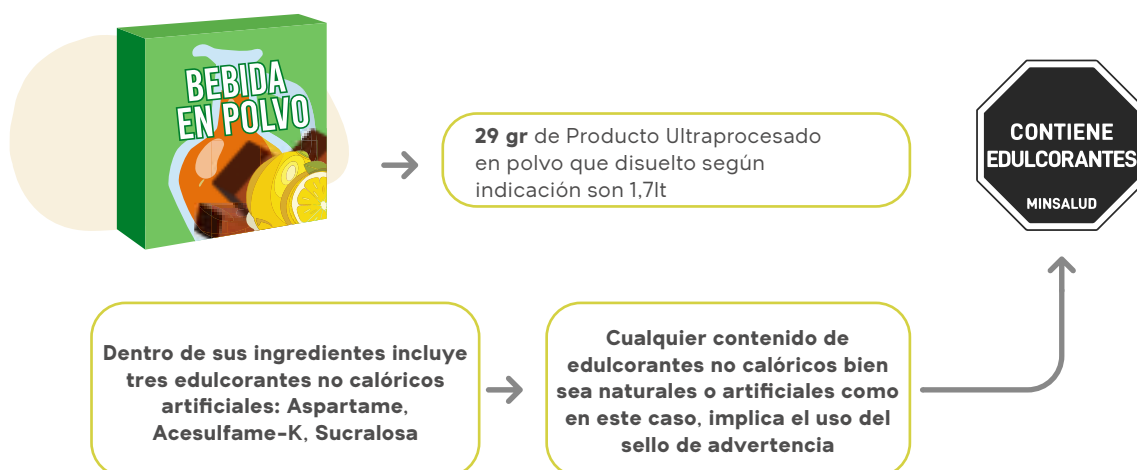 BEBIDA
EN POLVO
29 gr de Producto Ultraprocesado
en polvo que disuelto según
indicación son 1,7lt
CONTIENE
EDULCORANTES
MINSALUD
Dentro de sus ingredientes incluye
tres edulcorantes no calóricos
artificiales: Aspartame,
Acesulfame-K, Sucralosa
Cualquier contenido de
edulcorantes no calóricos bien
sea naturales o artificiales como
en este caso, implica el uso del
sello de advertencia